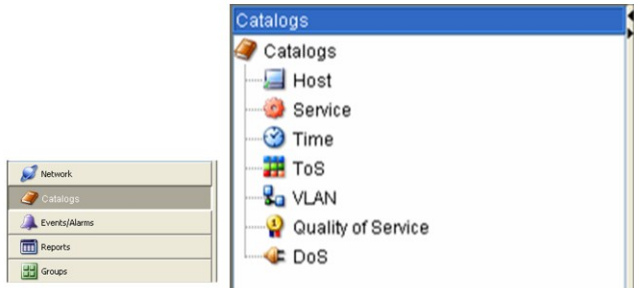 Network
Catalogs
Events/Alarms
Reports
Groups
Catalogs
Catalogs
Host
Service
Time
ToS
VLAN
Quality of Service
DoS